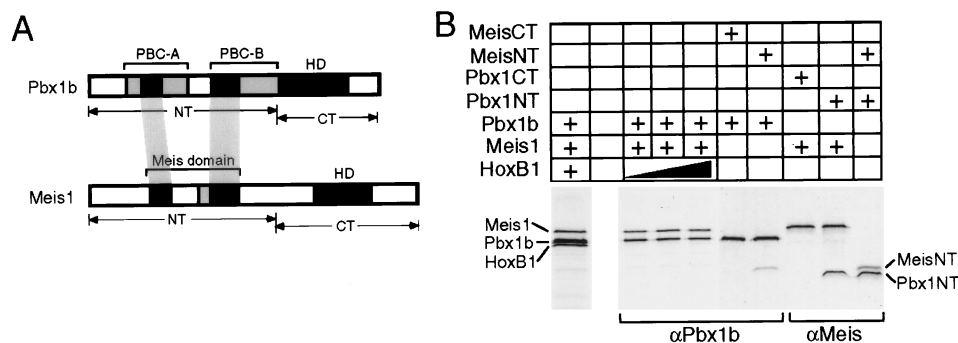 A
PBC-A
PBC-B
HD
Pbx1b
NT
CT
Meis domain
HD
Meis1
NT
CT
B
MeisCT +
MeisNT + +
Pbx1CT +
Pbx1NT + +
Pbx1b + + + + + +
Meis1 + + + + + +
HoxB1 +
Meis1
Pbx1b
HoxB1
MeisNT
Pbx1NT
αPbx1b
αMeis